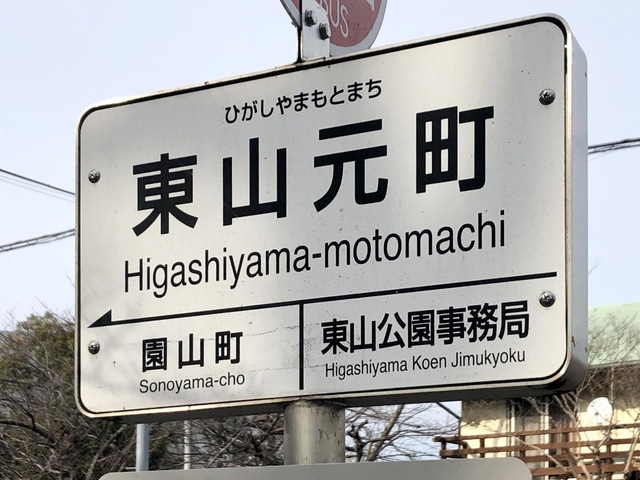 BUS
ひがしやまもとまち
東山元町
Higashiyama-motomachi
園山町
Sonoyama-cho
東山公園事務局
Higashiyama Koen Jimukyoku